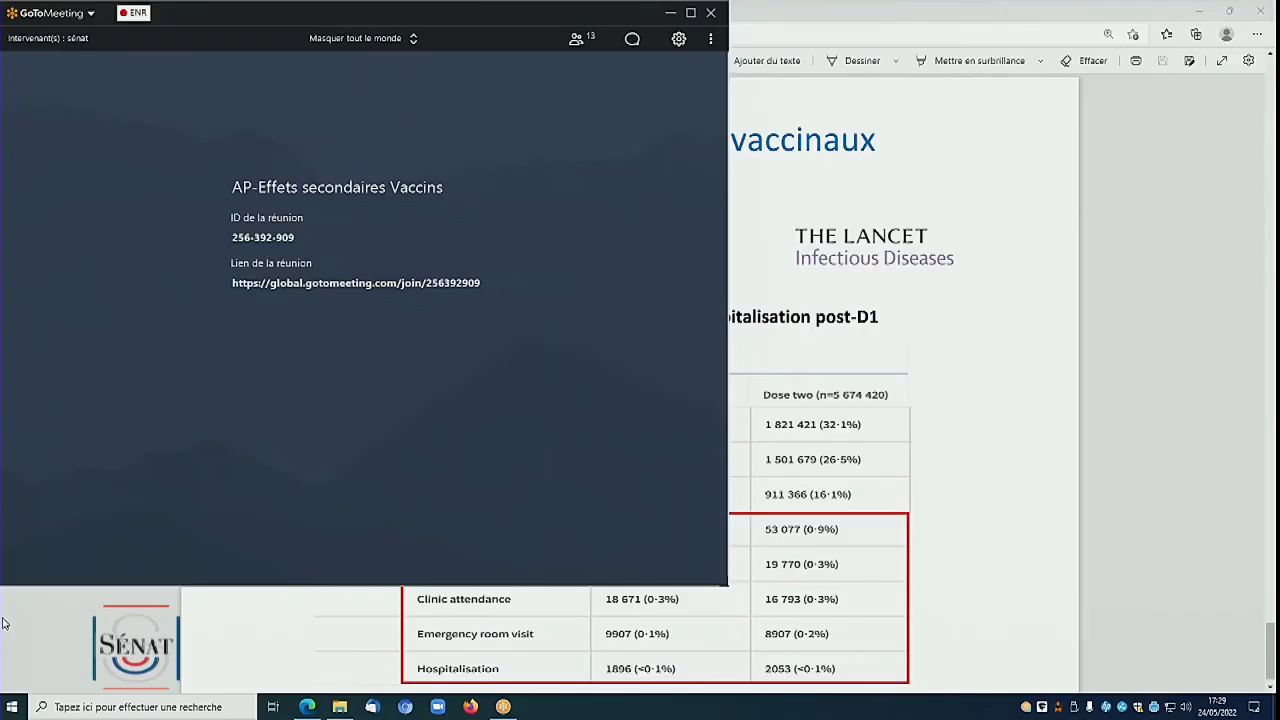 GoToMeeting
ENR
Intervenant(s) : sénat
Masquer tout le monde
13
AP-Effets secondaires Vaccins
ID de la réunion
256-392-909
Lien de la réunion
https://global.gotomeeting.com/join/256392909
Ajouter du texte
Dessiner
Mettre en surbrillance
Effacer
vaccinaux
THE LANCET
Infectious Diseases
italisation post-D1
Dose two (n=5 674 420)
1 821 421 (32·1%)
1 501 679 (26·5%)
911 366 (16·1%)
53 077 (0·9%)
19 770 (0·3%)
Clinic attendance 18 671 (0·3%) 16 793 (0·3%)
Emergency room visit 9907 (0·1%) 8907 (0·2%)
Hospitalisation 1896 (<0·1%) 2053 (<0·1%)
SÉNAT
Tapez ici pour effectuer une recherche
17:29
24/05/2022